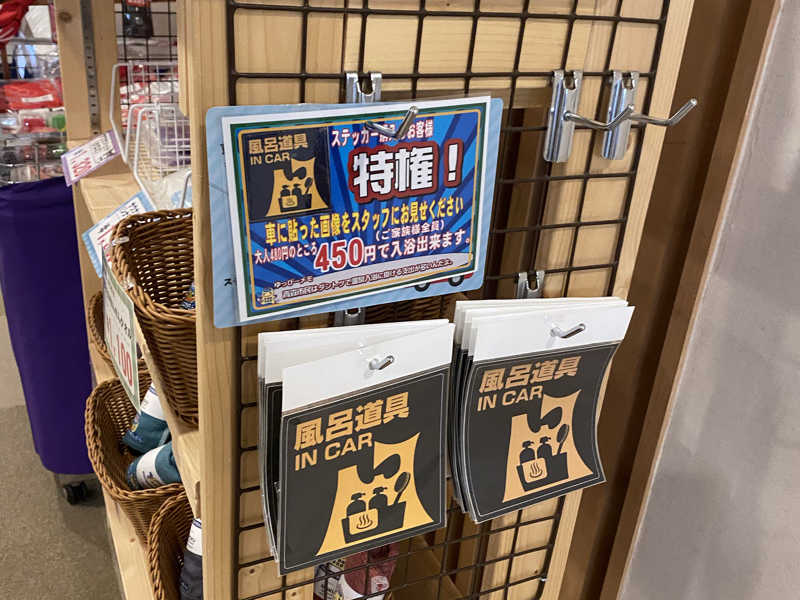 風呂道具
IN CAR
ステッカー
お客様
特権！
車に貼った画像をスタッフにお見せください
(ご家族様全員)
大人480円のところ450円で入浴出来ます。
風呂道具
IN CAR
風呂道具
IN CAR
100